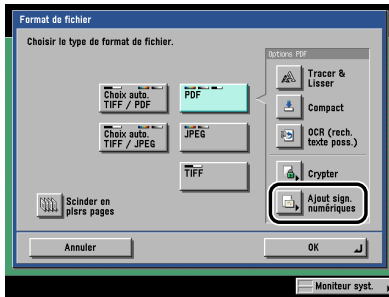 Format de fichier
Choisir le type de format de fichier.
Options PDF
Choix auto.
TIFF / PDF
PDF
Tracer &
Lisser
Compact
Choix auto.
TIFF / JPEG
JPEG
OCR (rech.
texte poss.)
TIFF
Crypter
Scinder en
plsrs pages
Ajout sign.
numériques
Annuler
OK
Moniteur syst.